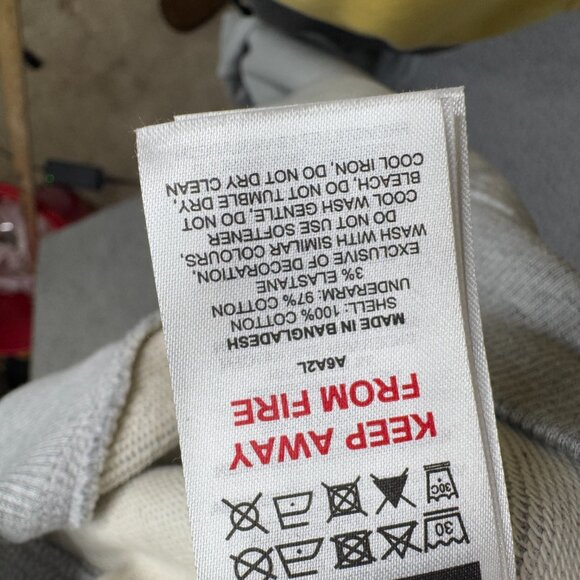 30
30C
KEEP AWAY
FROM FIRE
A6A2L
MADE IN BANGLADESH
SHELL: 100% COTTON
UNDERARM: 97% COTTON
3% ELASTANE
EXCLUSIVE OF DECORATION,
WASH WITH SIMILAR COLOURS,
DO NOT USE SOFTENER
COOL WASH GENTLE, DO NOT
BLEACH, DO NOT TUMBLE DRY,
COOL IRON, DO NOT DRY CLEAN